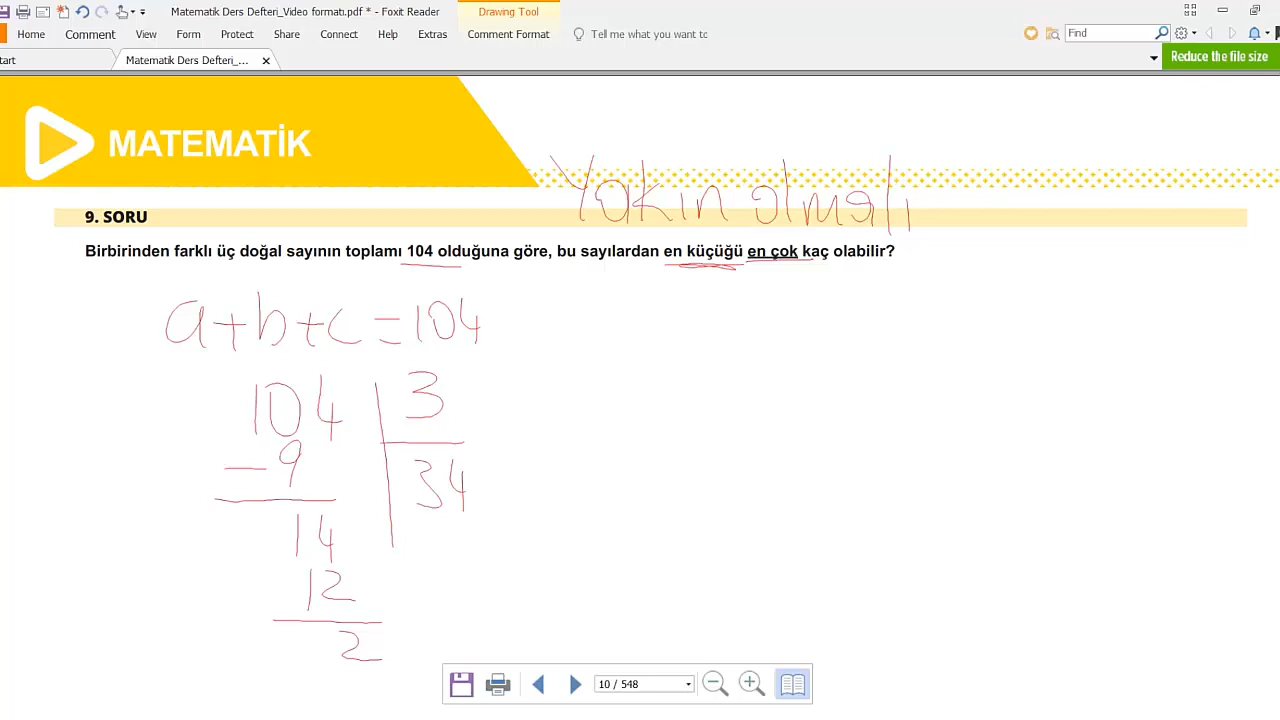 Matematik Ders Defteri_Video formatı.pdf * - Foxit Reader
Drawing Tool
Home Comment View Form Protect Share Connect Help Extras Comment Format Tell me what you want to
Find
tart
Matematik Ders Defteri_...
Reduce the file size
MATEMATİK
Yakın olmalı
9. SORU
Birbirinden farklı üç doğal sayının toplamı 104 olduğuna göre, bu sayılardan en küçüğü en çok kaç olabilir?
a+b+c=104
104 3
— 9 34
14
12
2
10 / 548